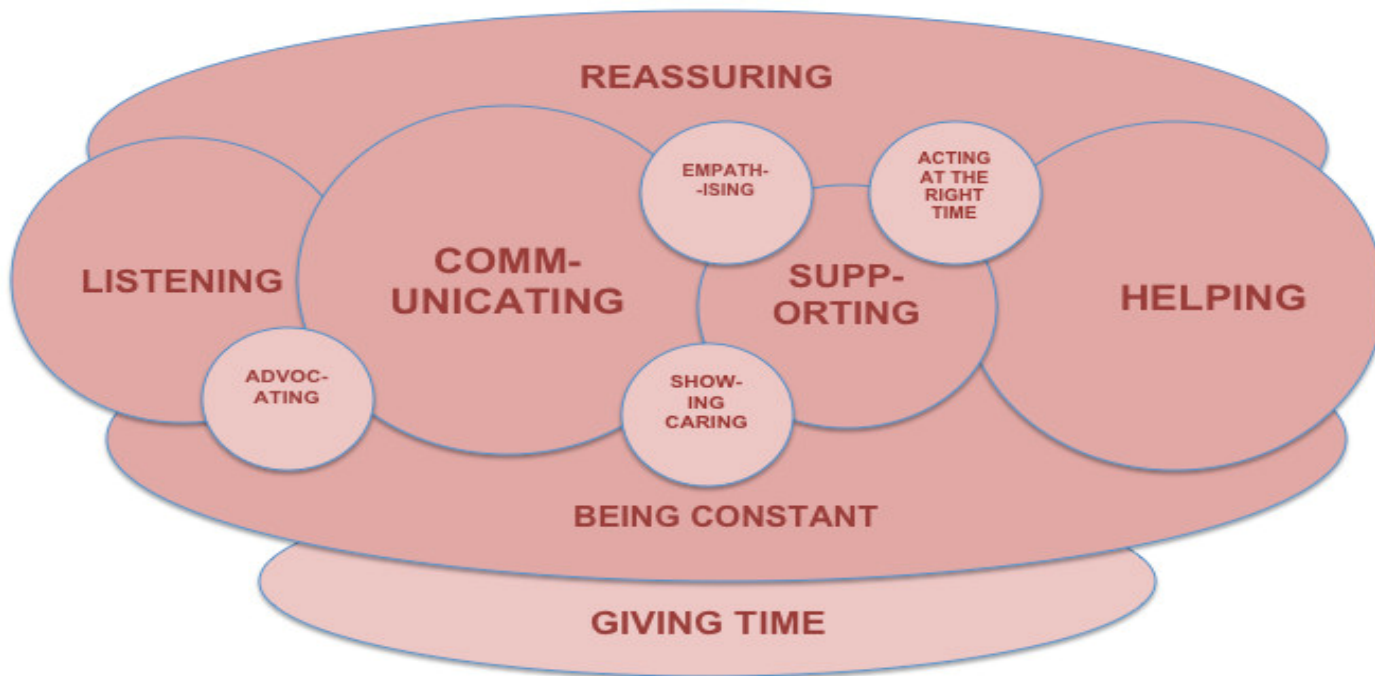 REASSURING
EMPATH-
-ISING
ACTING
AT THE
RIGHT
TIME
LISTENING
COMM-
UNICATING
SUPP-
ORTING
HELPING
ADVOC-
ATING
SHOW-
ING
CARING
BEING CONSTANT
GIVING TIME